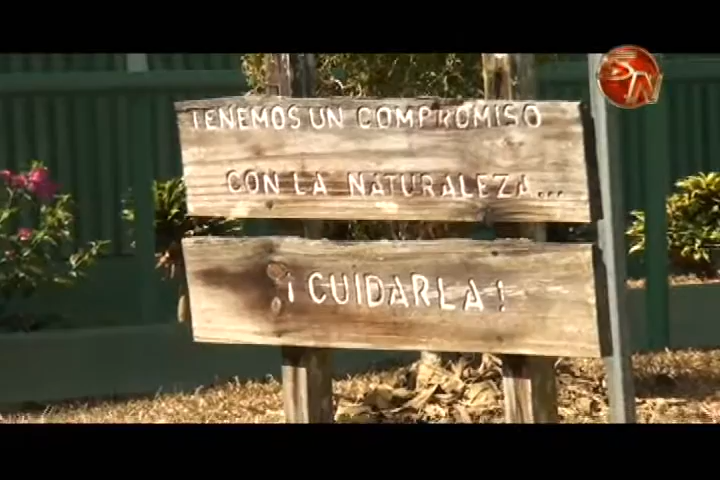 TENEMOS UN COMPROMISO
CON LA NATURALEZA...
¡CUIDARLA!